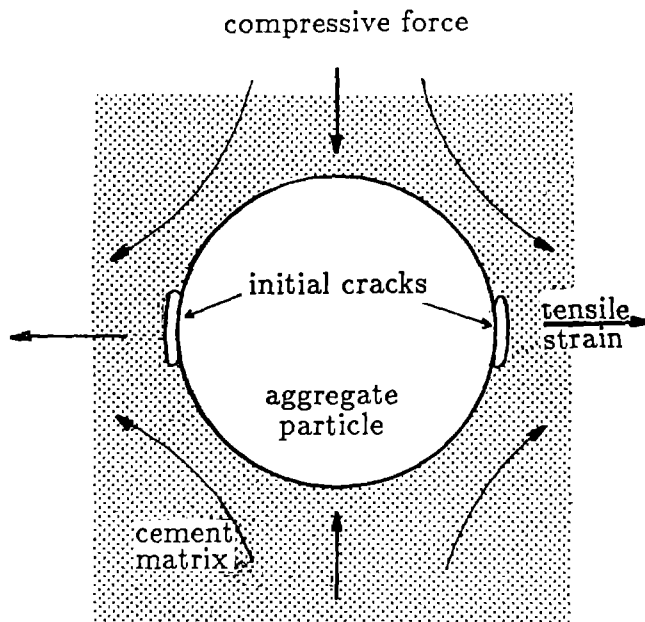 compressive force
initial cracks
tensile
strain
aggregate
particle
cement
matrix